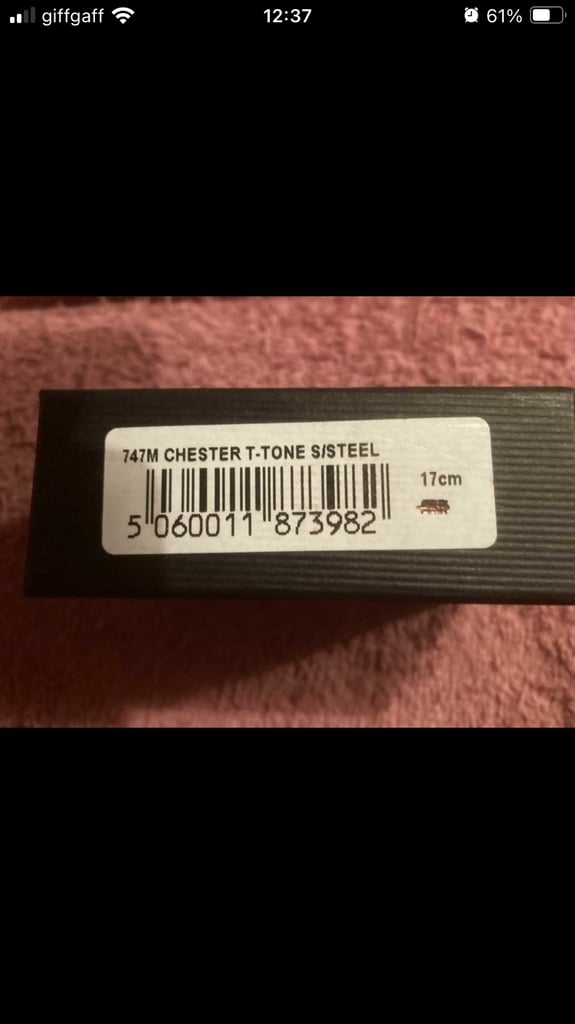 giffgaff 12:37 61%
747M CHESTER T-TONE S/STEEL
17cm
5 060011 873982